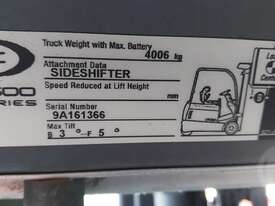 Truck Weight with Max. Battery
4006 kg
Attachment Data
SIDESHIFTER
Speed Reduced at Lift Height
mm
Serial Number
9A161366
Max Tilt
B 3° -F 5°